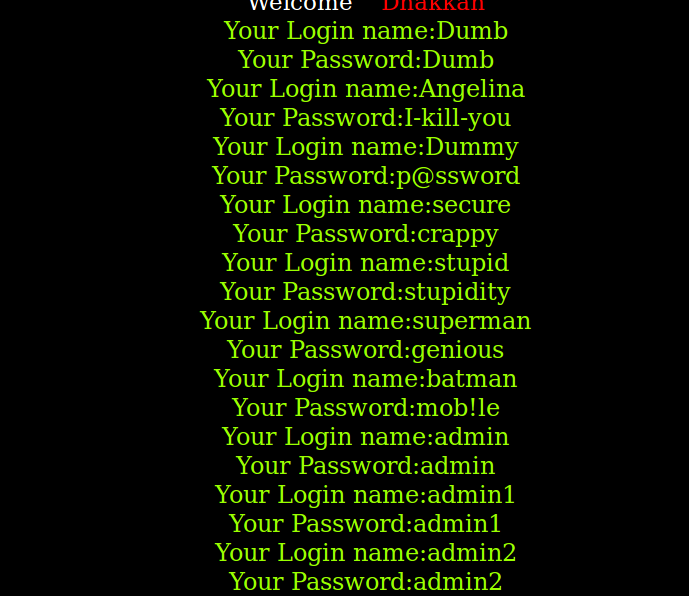 Welcome Dhakkan
Your Login name:Dumb
Your Password:Dumb
Your Login name:Angelina
Your Password:I-kill-you
Your Login name:Dummy
Your Password:p@ssword
Your Login name:secure
Your Password:crappy
Your Login name:stupid
Your Password:stupidity
Your Login name:superman
Your Password:genious
Your Login name:batman
Your Password:mob!le
Your Login name:admin
Your Password:admin
Your Login name:admin1
Your Password:admin1
Your Login name:admin2
Your Password:admin2